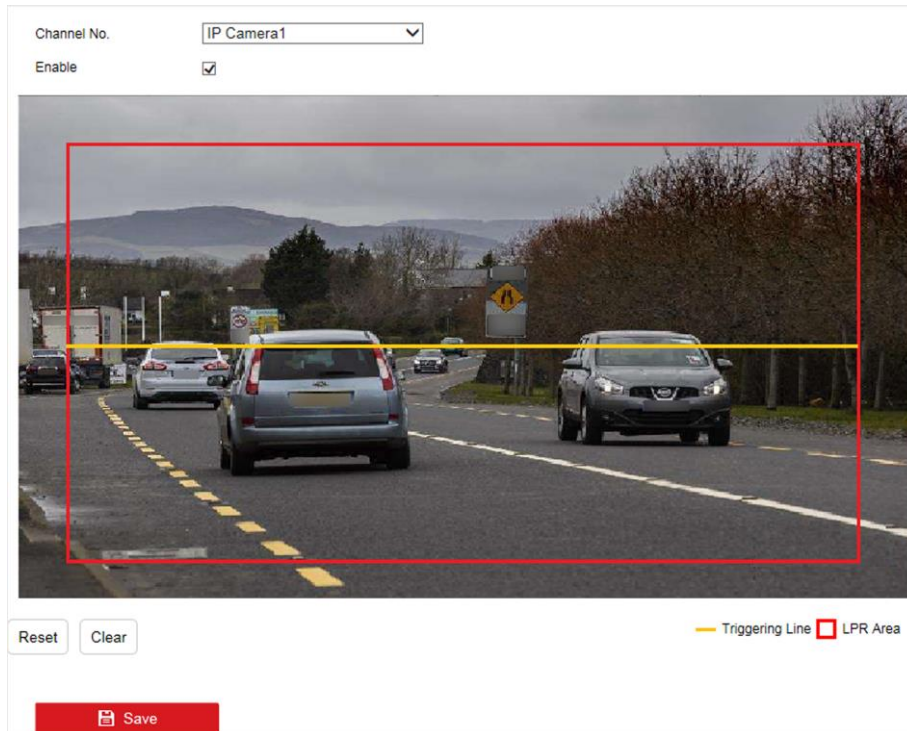 Channel No. IP Camera1
Enable
Reset Clear
Triggering Line LPR Area
Save